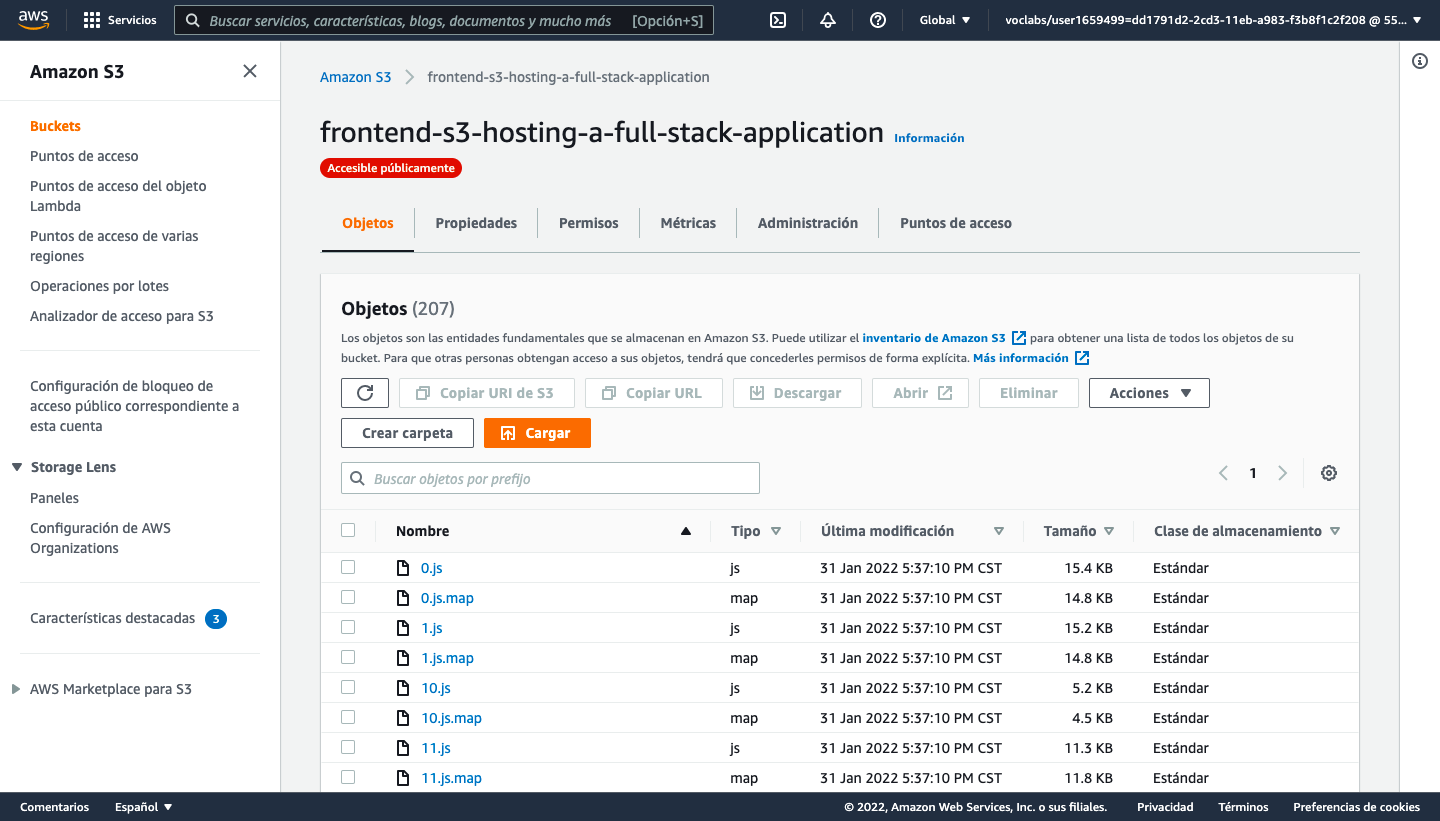 aws
Servicios
Buscar servicios, características, blogs, documentos y mucho más [Opción+S]
Global
voclabs/user1659499=dd1791d2-2cd3-11eb-a983-f3b8f1c2f208 @ 55...
Amazon S3
Buckets
Puntos de acceso
Puntos de acceso del objeto
Lambda
Puntos de acceso de varias
regiones
Operaciones por lotes
Analizador de acceso para S3
Configuración de bloqueo de
acceso público correspondiente a
esta cuenta
Storage Lens
Paneles
Configuración de AWS
Organizations
Características destacadas 3
AWS Marketplace para S3
Amazon S3 frontend-s3-hosting-a-full-stack-application
frontend-s3-hosting-a-full-stack-application Información
Accesible públicamente
Objetos Propiedades Permisos Métricas Administración Puntos de acceso
Objetos (207)
Los objetos son las entidades fundamentales que se almacenan en Amazon S3. Puede utilizar el inventario de Amazon S3 para obtener una lista de todos los objetos de su
bucket. Para que otras personas obtengan acceso a sus objetos, tendrá que concederles permisos de forma explícita. Más información
Copiar URI de S3 Copiar URL Descargar Abrir Eliminar Acciones
Crear carpeta Cargar
Buscar objetos por prefijo 1
Nombre Tipo Última modificación Tamaño Clase de almacenamiento
0.js js 31 Jan 2022 5:37:10 PM CST 15.4 KB Estándar
0.js.map map 31 Jan 2022 5:37:10 PM CST 14.8 KB Estándar
1.js js 31 Jan 2022 5:37:10 PM CST 15.2 KB Estándar
1.js.map map 31 Jan 2022 5:37:10 PM CST 14.8 KB Estándar
10.js js 31 Jan 2022 5:37:10 PM CST 5.2 KB Estándar
10.js.map map 31 Jan 2022 5:37:10 PM CST 4.5 KB Estándar
11.js js 31 Jan 2022 5:37:10 PM CST 11.3 KB Estándar
11.js.map map 31 Jan 2022 5:37:10 PM CST 11.8 KB Estándar
Comentarios Español © 2022, Amazon Web Services, Inc. o sus filiales. Privacidad Términos Preferencias de cookies